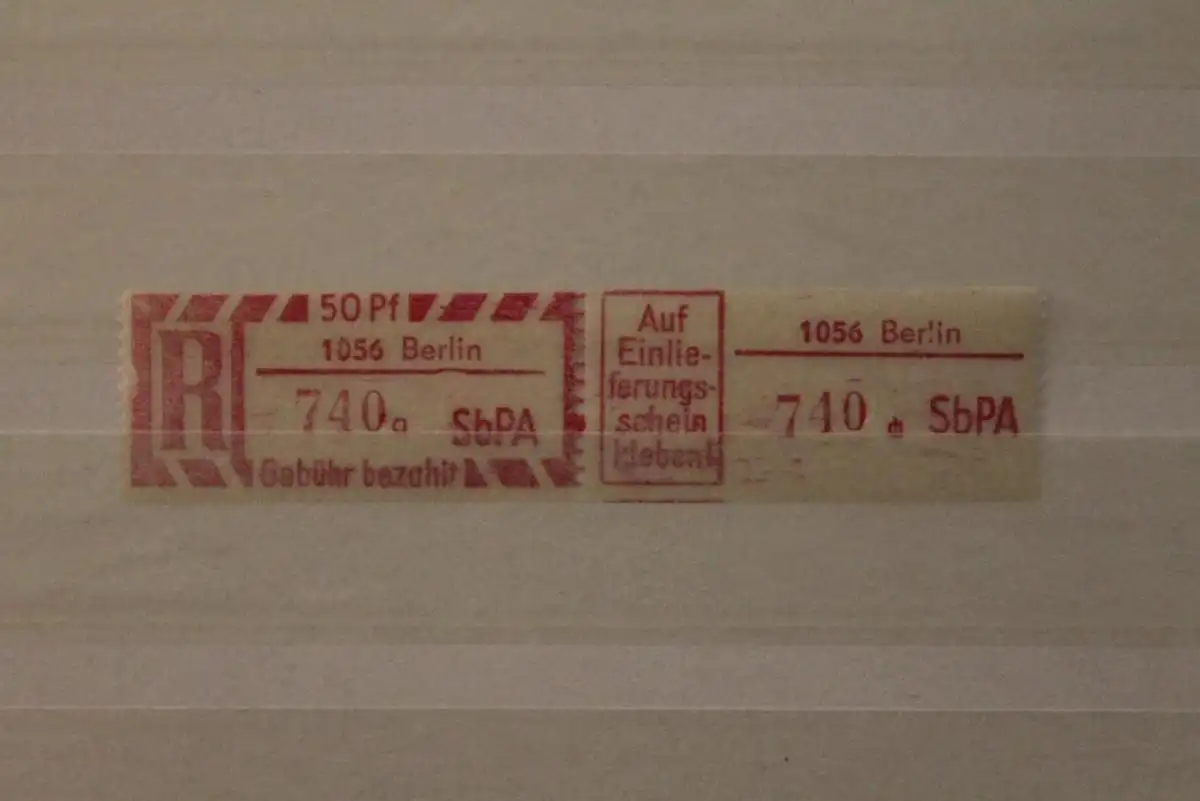 50 Pf
R
1056 Berlin
740 a SbPA
Gebühr bezahlt
Auf
Einlie-
ferungs-
schein
kleben!
1056 Berlin
740 SbPA